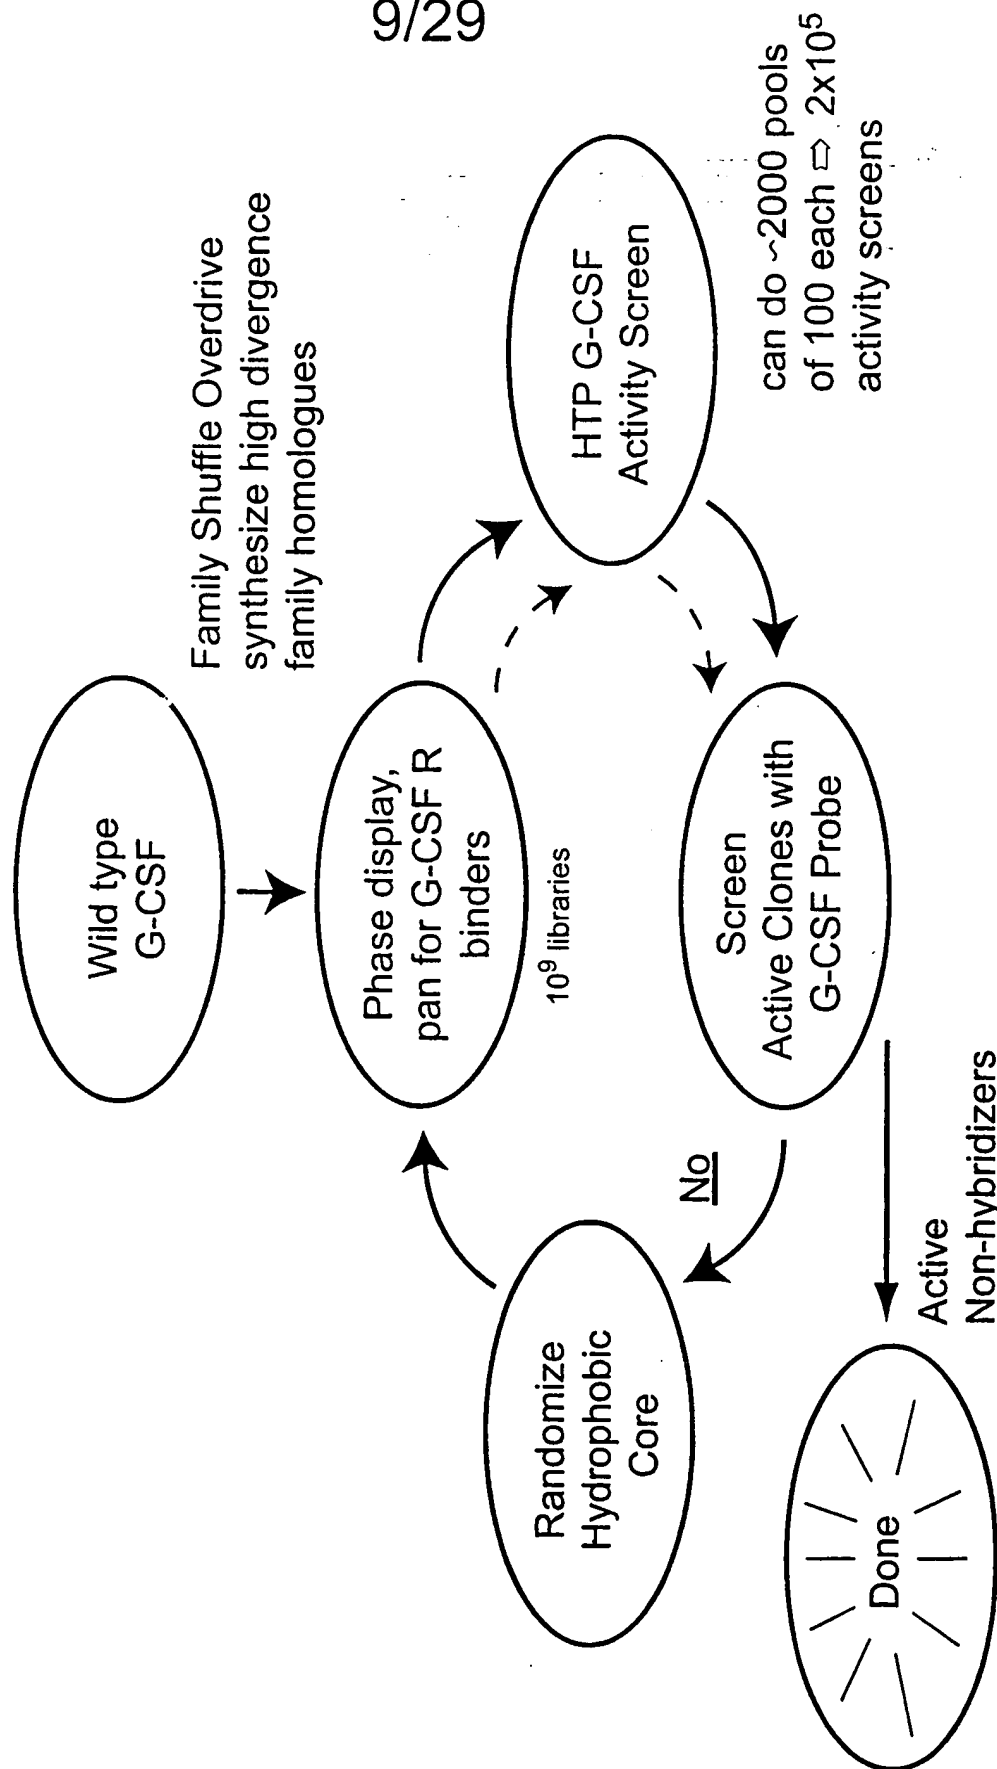 9/29
Wild type
G-CSF
Family Shuffle Overdrive
synthesize high divergence
family homologues
Phase display,
pan for G-CSF R
binders
10⁹ libraries
HTP G-CSF
Activity Screen
can do ~2000 pools
of 100 each ⇨ 2x10⁵
activity screens
Screen
Active Clones with
G-CSF Probe
No
Randomize
Hydrophobic
Core
Active
Non-hybridizers
Done